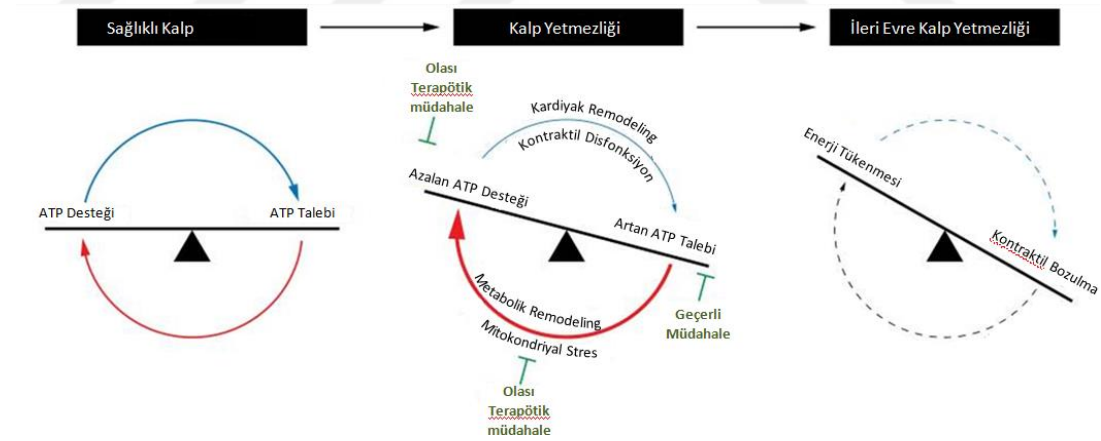 Sağlıklı Kalp
Kalp Yetmezliği
İleri Evre Kalp Yetmezliği
ATP Desteği
ATP Talebi
Olası
Terapötik
müdahale
Kardiyak Remodeling
Kontraktil Disfonksiyon
Azalan ATP Desteği
Artan ATP Talebi
Metabolik Remodeling
Mitokondriyal Stres
Geçerli
Müdahale
Olası
Terapötik
müdahale
Enerji Tükenmesi
Kontraktil Bozulma